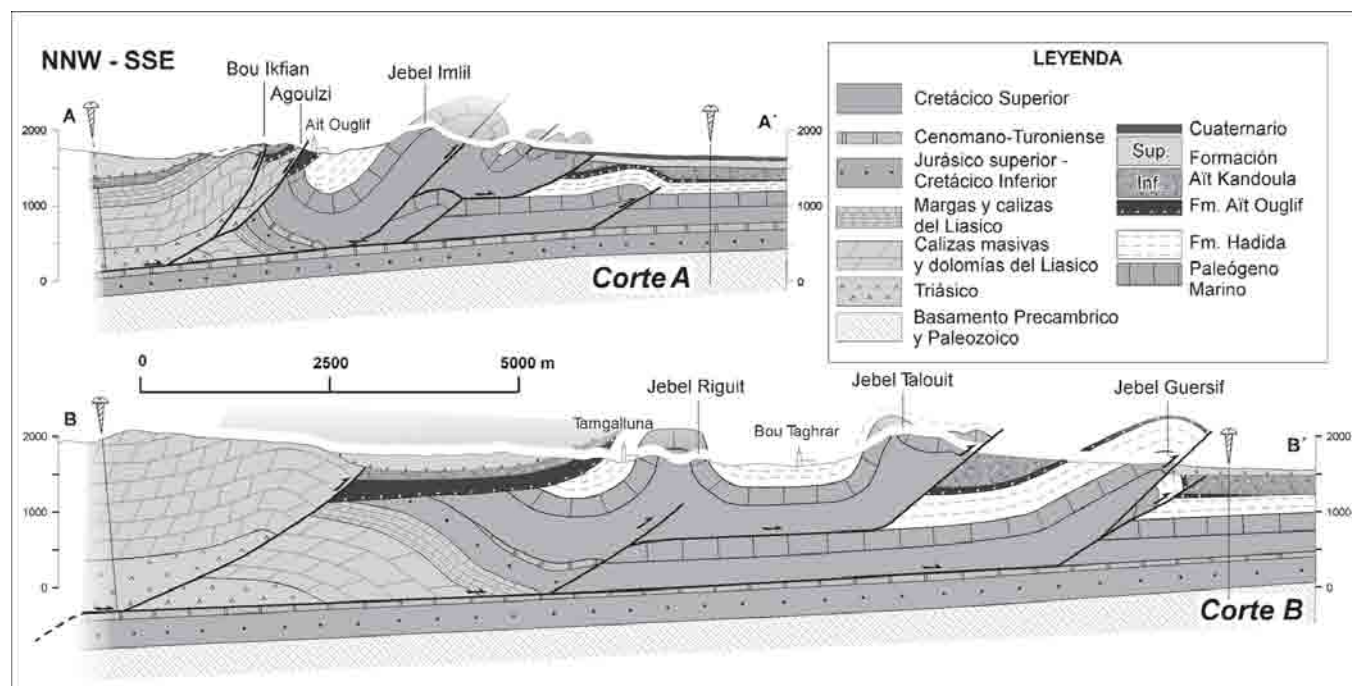 NNW - SSE
Bou Ikfian
Agoulzi
Aït Ouglif
Jebel Imlil
A
A´
2000
1000
0
2000
1000
0
Corte A
LEYENDA
Cretácico Superior
Cenomano-Turoniense
Jurásico superior -
Cretácico Inferior
Margas y calizas
del Liasico
Calizas masivas
y dolomías del Liasico
Triásico
Basamento Precambrico
y Paleozoico
Cuaternario
Sup.
Inf.
Formación
Aït Kandoula
Fm. Aït Ouglif
Fm. Hadida
Paleógeno
Marino
0
2500
5000 m
Jebel Riguit
Jebel Talouit
Jebel Guersif
Tamgalluna
Bou Taghrar
B
B´
2000
1000
0
2000
1000
0
Corte B